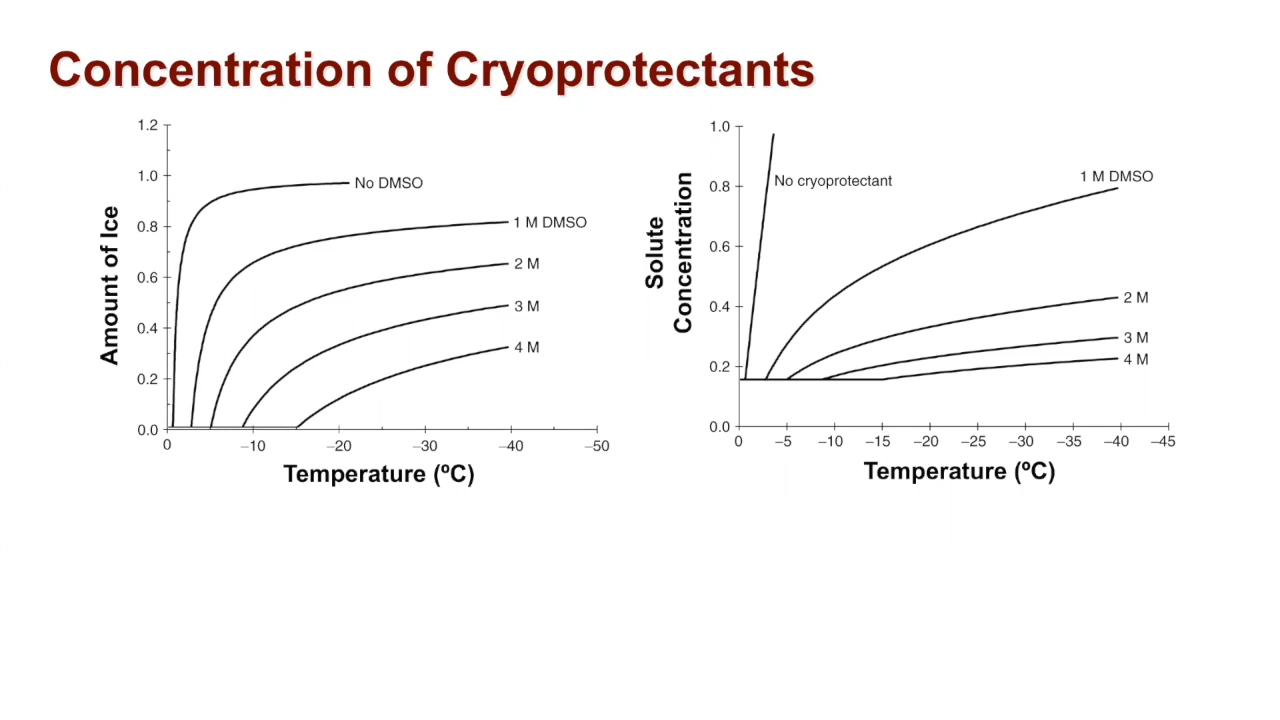 Concentration of Cryoprotectants
1.2
1.0
0.8
0.6
0.4
0.2
0.0
Amount of Ice
No DMSO
1 M DMSO
2 M
3 M
4 M
0
–10
–20
–30
–40
–50
Temperature (ºC)
1.0
0.8
0.6
0.4
0.2
0.0
Solute
Concentration
No cryoprotectant
1 M DMSO
2 M
3 M
4 M
0
–5
–10
–15
–20
–25
–30
–35
–40
–45
Temperature (ºC)